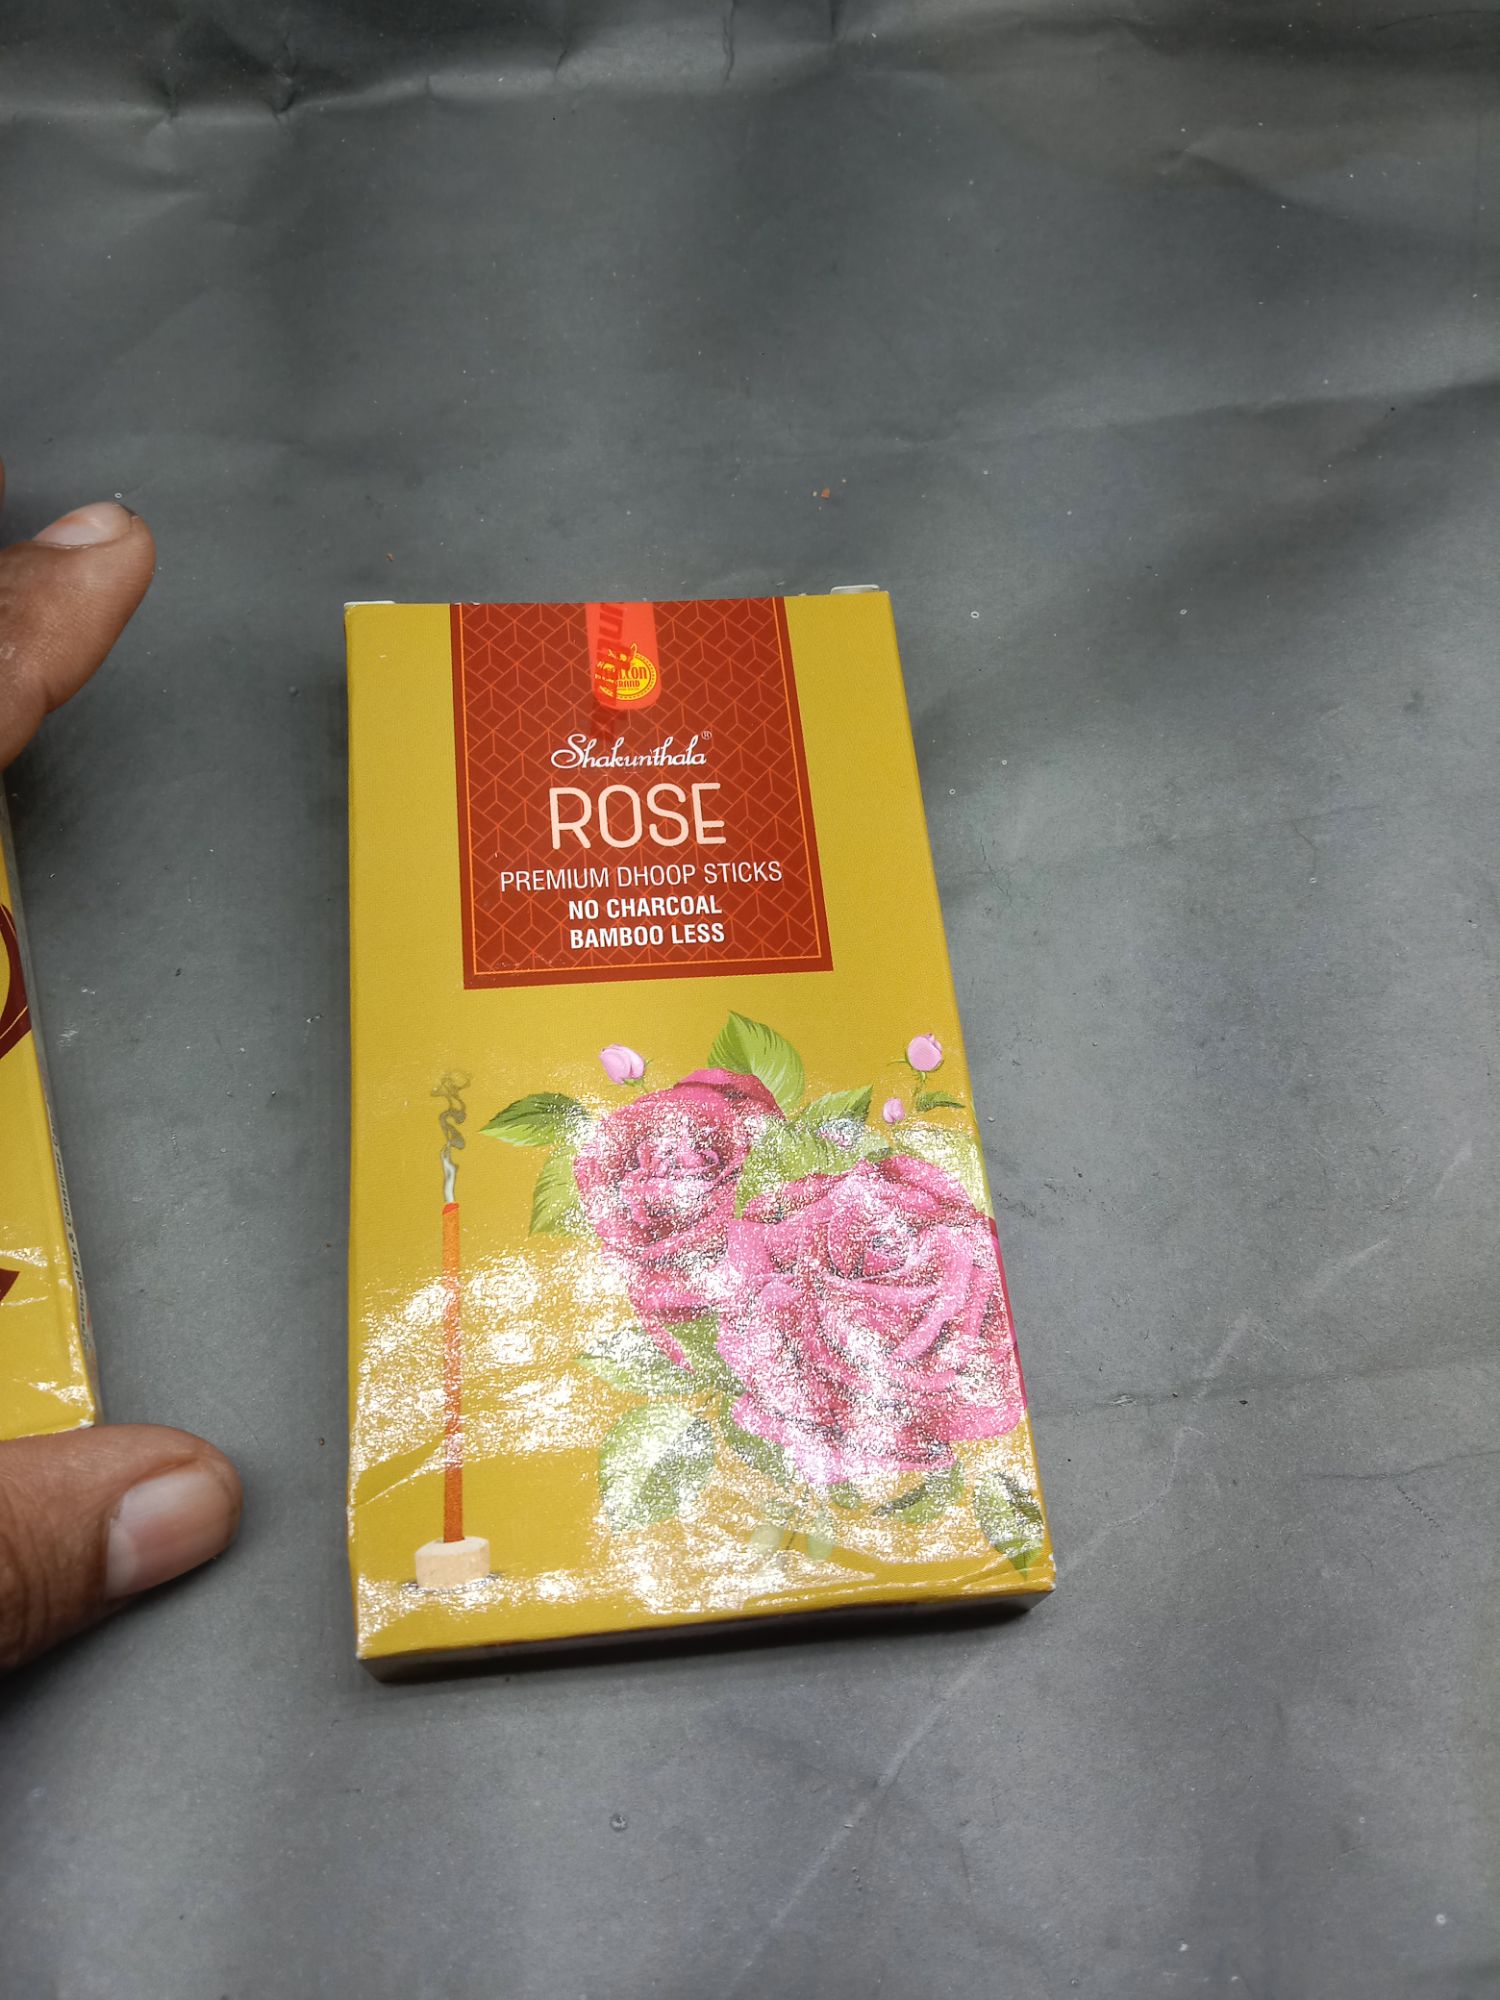 Shakunthala®
ROSE
PREMIUM DHOOP STICKS
NO CHARCOAL
BAMBOO LESS